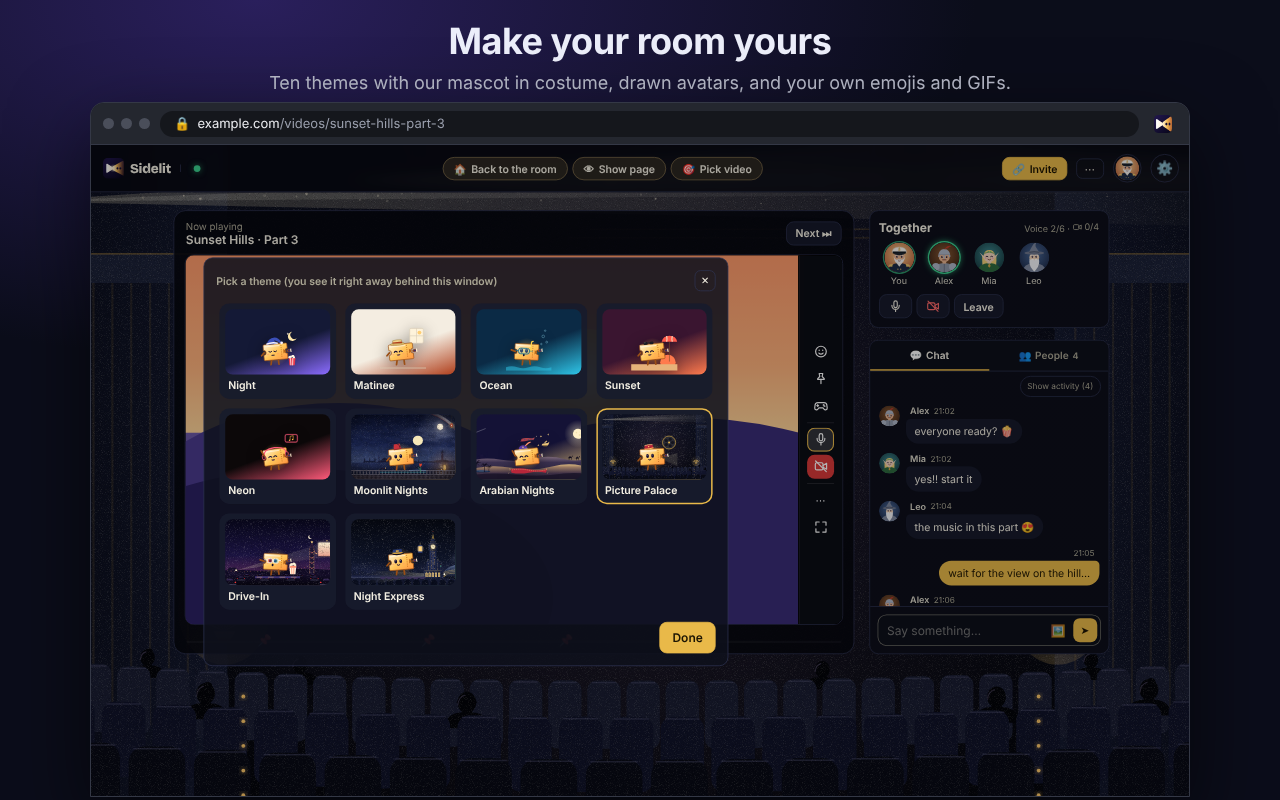 Make your room yours
Ten themes with our mascot in costume, drawn avatars, and your own emojis and GIFs.
example.com/videos/sunset-hills-part-3
Sidelit
Back to the room
Show page
Pick video
Invite
Now playing
Sunset Hills · Part 3
Next
Pick a theme (you see it right away behind this window)
Night
Matinee
Ocean
Sunset
Neon
Moonlit Nights
Arabian Nights
Picture Palace
Drive-In
Night Express
Done
Together
Voice 2/6 · 0/4
You
Alex
Mia
Leo
Leave
Chat
People 4
Show activity (4)
Alex 21:02
everyone ready? 🍿
Mia 21:02
yes!! start it
Leo 21:04
the music in this part 😍
21:05
wait for the view on the hill...
Alex 21:06
Say something...